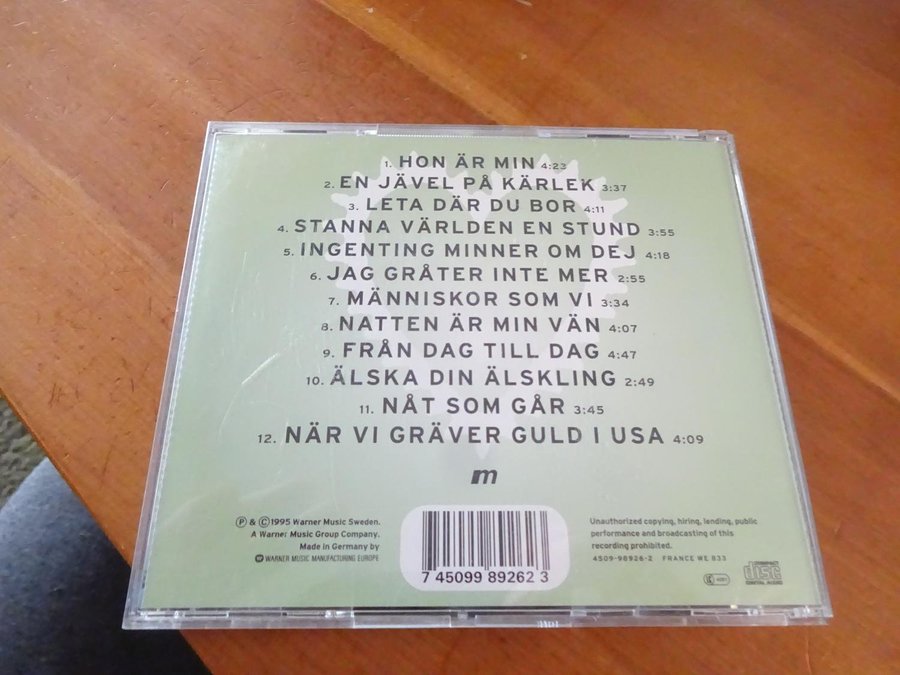 1. HON ÄR MIN 4:23
2. EN JÄVEL PÅ KÄRLEK 3:37
3. LETA DÄR DU BOR 4:11
4. STANNA VÄRLDEN EN STUND 3:55
5. INGENTING MINNER OM DEJ 4:18
6. JAG GRÅTER INTE MER 2:55
7. MÄNNISKOR SOM VI 3:34
8. NATTEN ÄR MIN VÄN 4:07
9. FRÅN DAG TILL DAG 4:47
10. ÄLSKA DIN ÄLSKLING 2:49
11. NÅT SOM GÅR 3:45
12. NÄR VI GRÄVER GULD I USA 4:09
m
℗ & © 1995 Warner Music Sweden.
A Warner Music Group Company.
Made in Germany by
WARNER MUSIC MANUFACTURING EUROPE
7 45099 89262 3
Unauthorized copying, hiring, lending, public
performance and broadcasting of this
recording prohibited.
4509-98926-2 FRANCE WE 833
COMPACT
disc
DIGITAL AUDIO